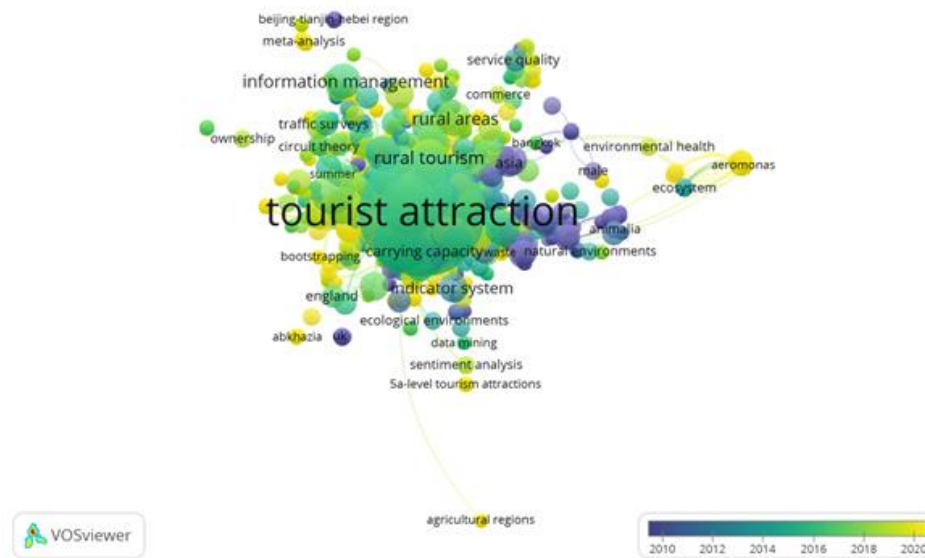 beijing-tianjin-hebei region
meta-analysis
service quality
information management
commerce
rural areas
traffic surveys
ownership
circuit theory
bangkok
environmental health
rural tourism
asia
aeromonas
summer
male
ecosystem
tourist attraction
animalia
carrying capacity
waste
natural environments
bootstrapping
indicator system
england
ecological environments
abkhazia
uk
data mining
sentiment analysis
5a-level tourism attractions
agricultural regions
VOSviewer
2010 2012 2014 2016 2018 2020